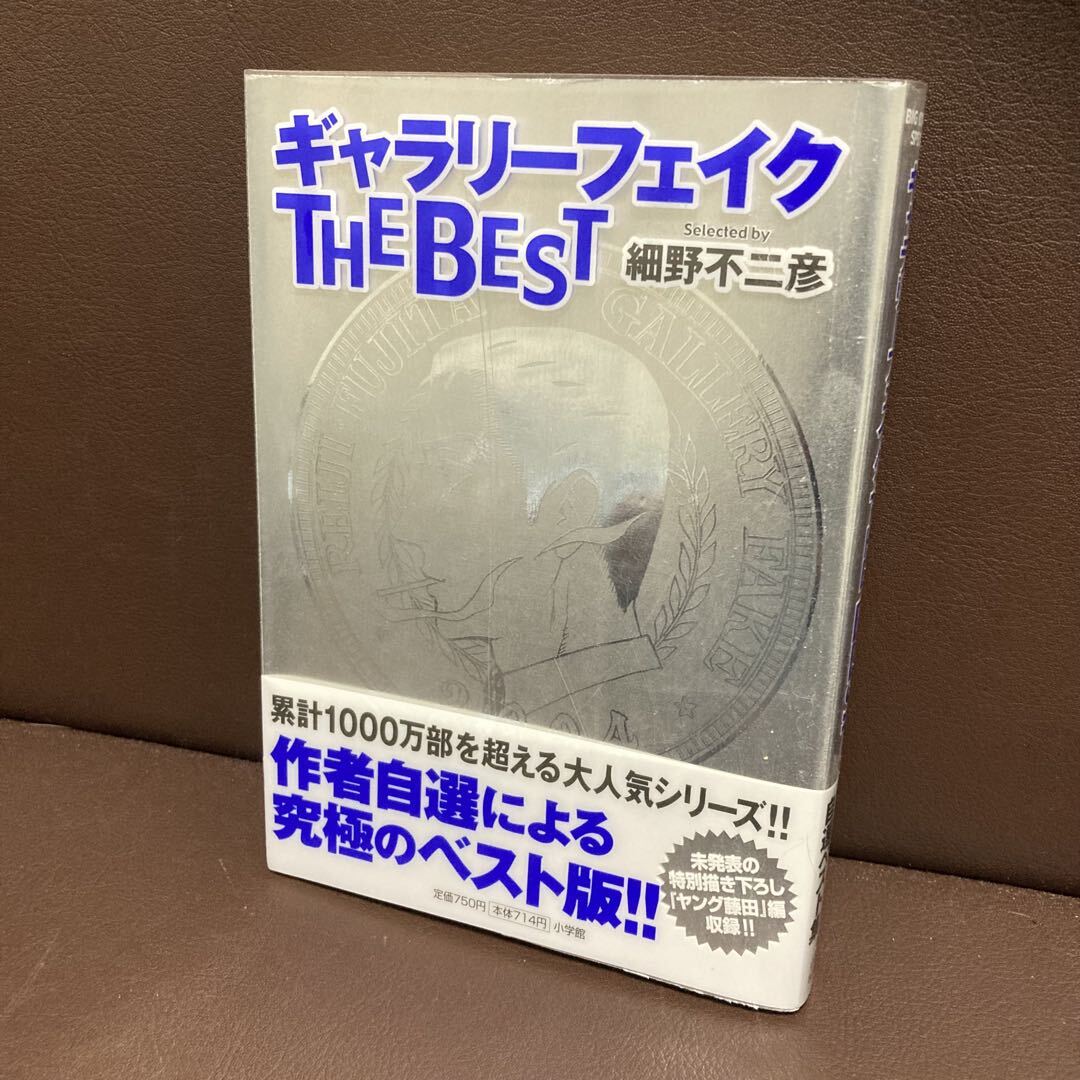 ギャラリーフェイク
THE BEST
Selected by
細野不二彦
REIJI FUJITA
GALLERY FAKE
累計1000万部を超える大人気シリーズ!!
作者自選による
究極のベスト版!!
未発表の
特別描き下ろし
『ヤング藤田』編
収録!!
定価750円 本体714円 小学館